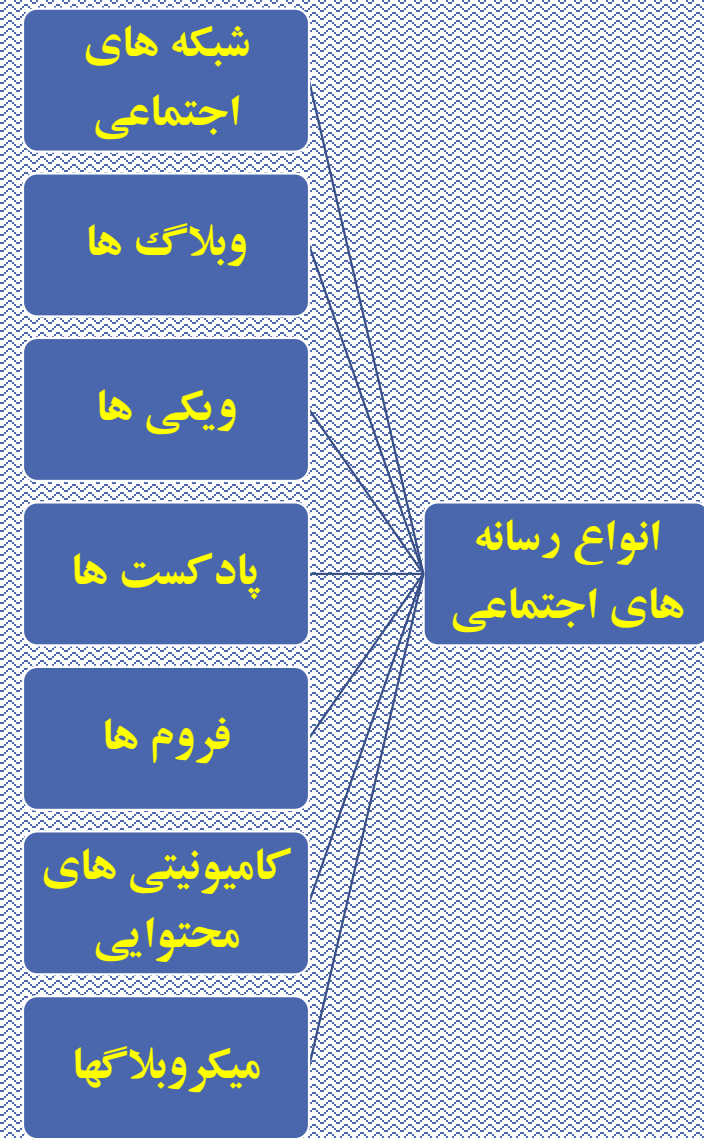 انواع رسانه
های اجتماعی
شبکه های
اجتماعی
وبلاگ ها
ویکی ها
پادکست ها
فروم ها
کامیونیتی های
محتوایی
میکروبلاگها